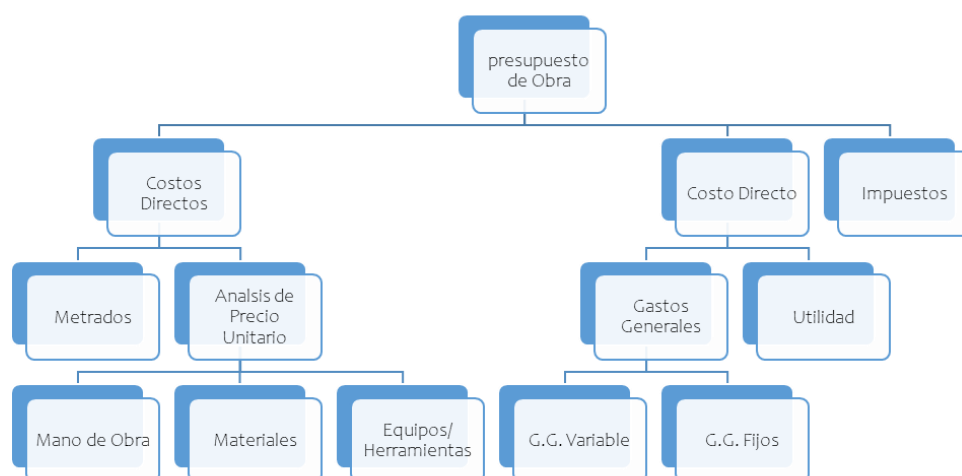 presupuesto
de Obra
Costos
Directos
Costo Directo
Impuestos
Metrados
Analsis de
Precio
Unitario
Gastos
Generales
Utilidad
Mano de Obra
Materiales
Equipos/
Herramientas
G.G. Variable
G.G. Fijos